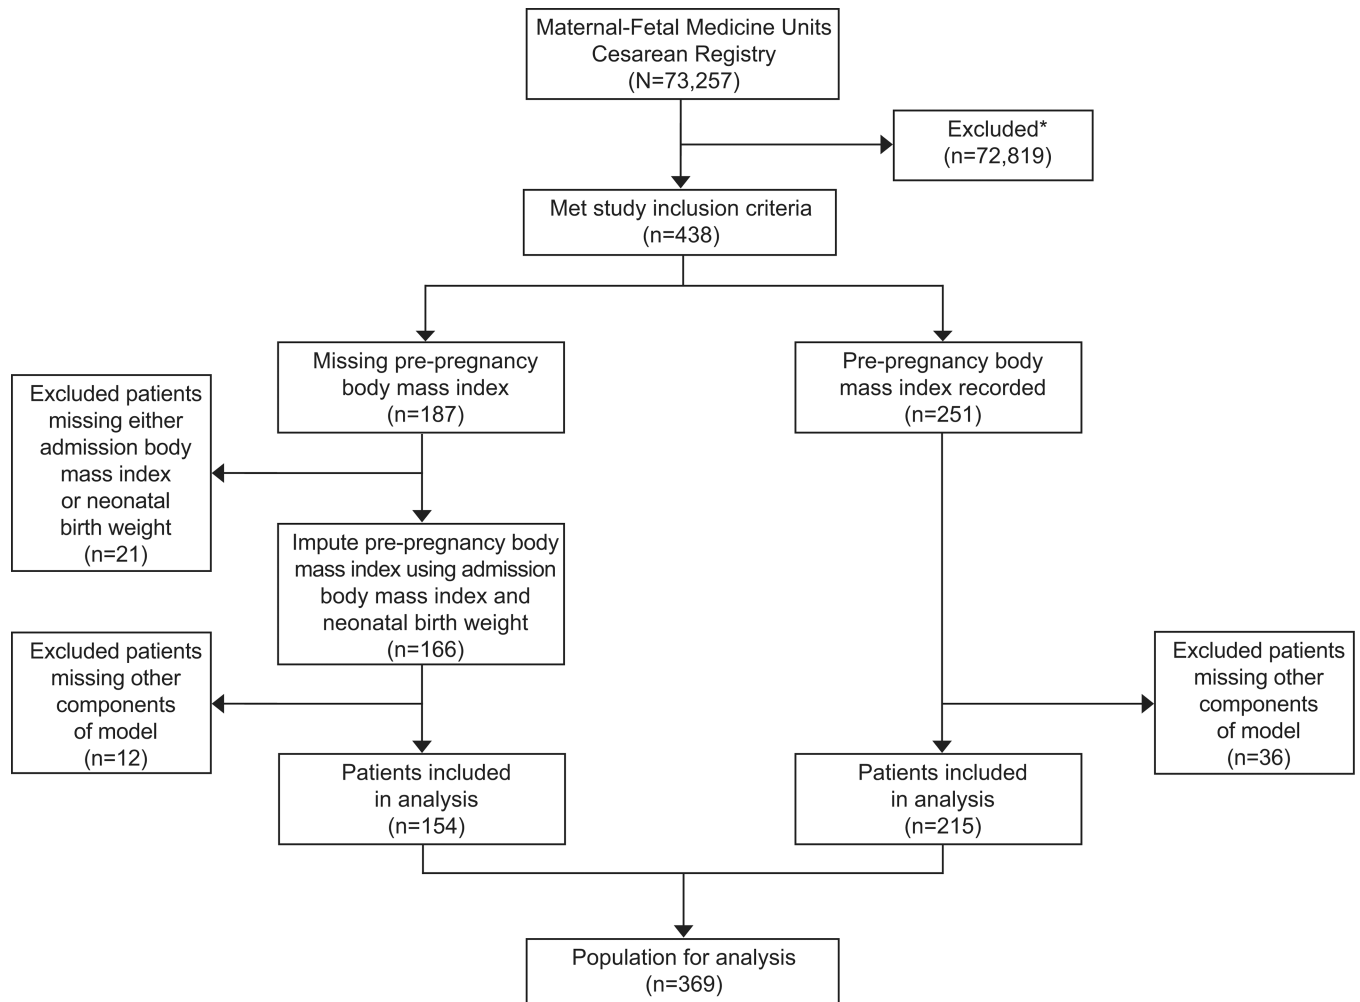 Maternal-Fetal Medicine Units
Cesarean Registry
(N=73,257)
Excluded*
(n=72,819)
Met study inclusion criteria
(n=438)
Missing pre-pregnancy
body mass index
(n=187)
Pre-pregnancy body
mass index recorded
(n=251)
Excluded patients
missing either
admission body
mass index
or neonatal
birth weight
(n=21)
Impute pre-pregnancy body
mass index using admission
body mass index and
neonatal birth weight
(n=166)
Excluded patients
missing other
components
of model
(n=12)
Excluded patients
missing other
components
of model
(n=36)
Patients included
in analysis
(n=154)
Patients included
in analysis
(n=215)
Population for analysis
(n=369)